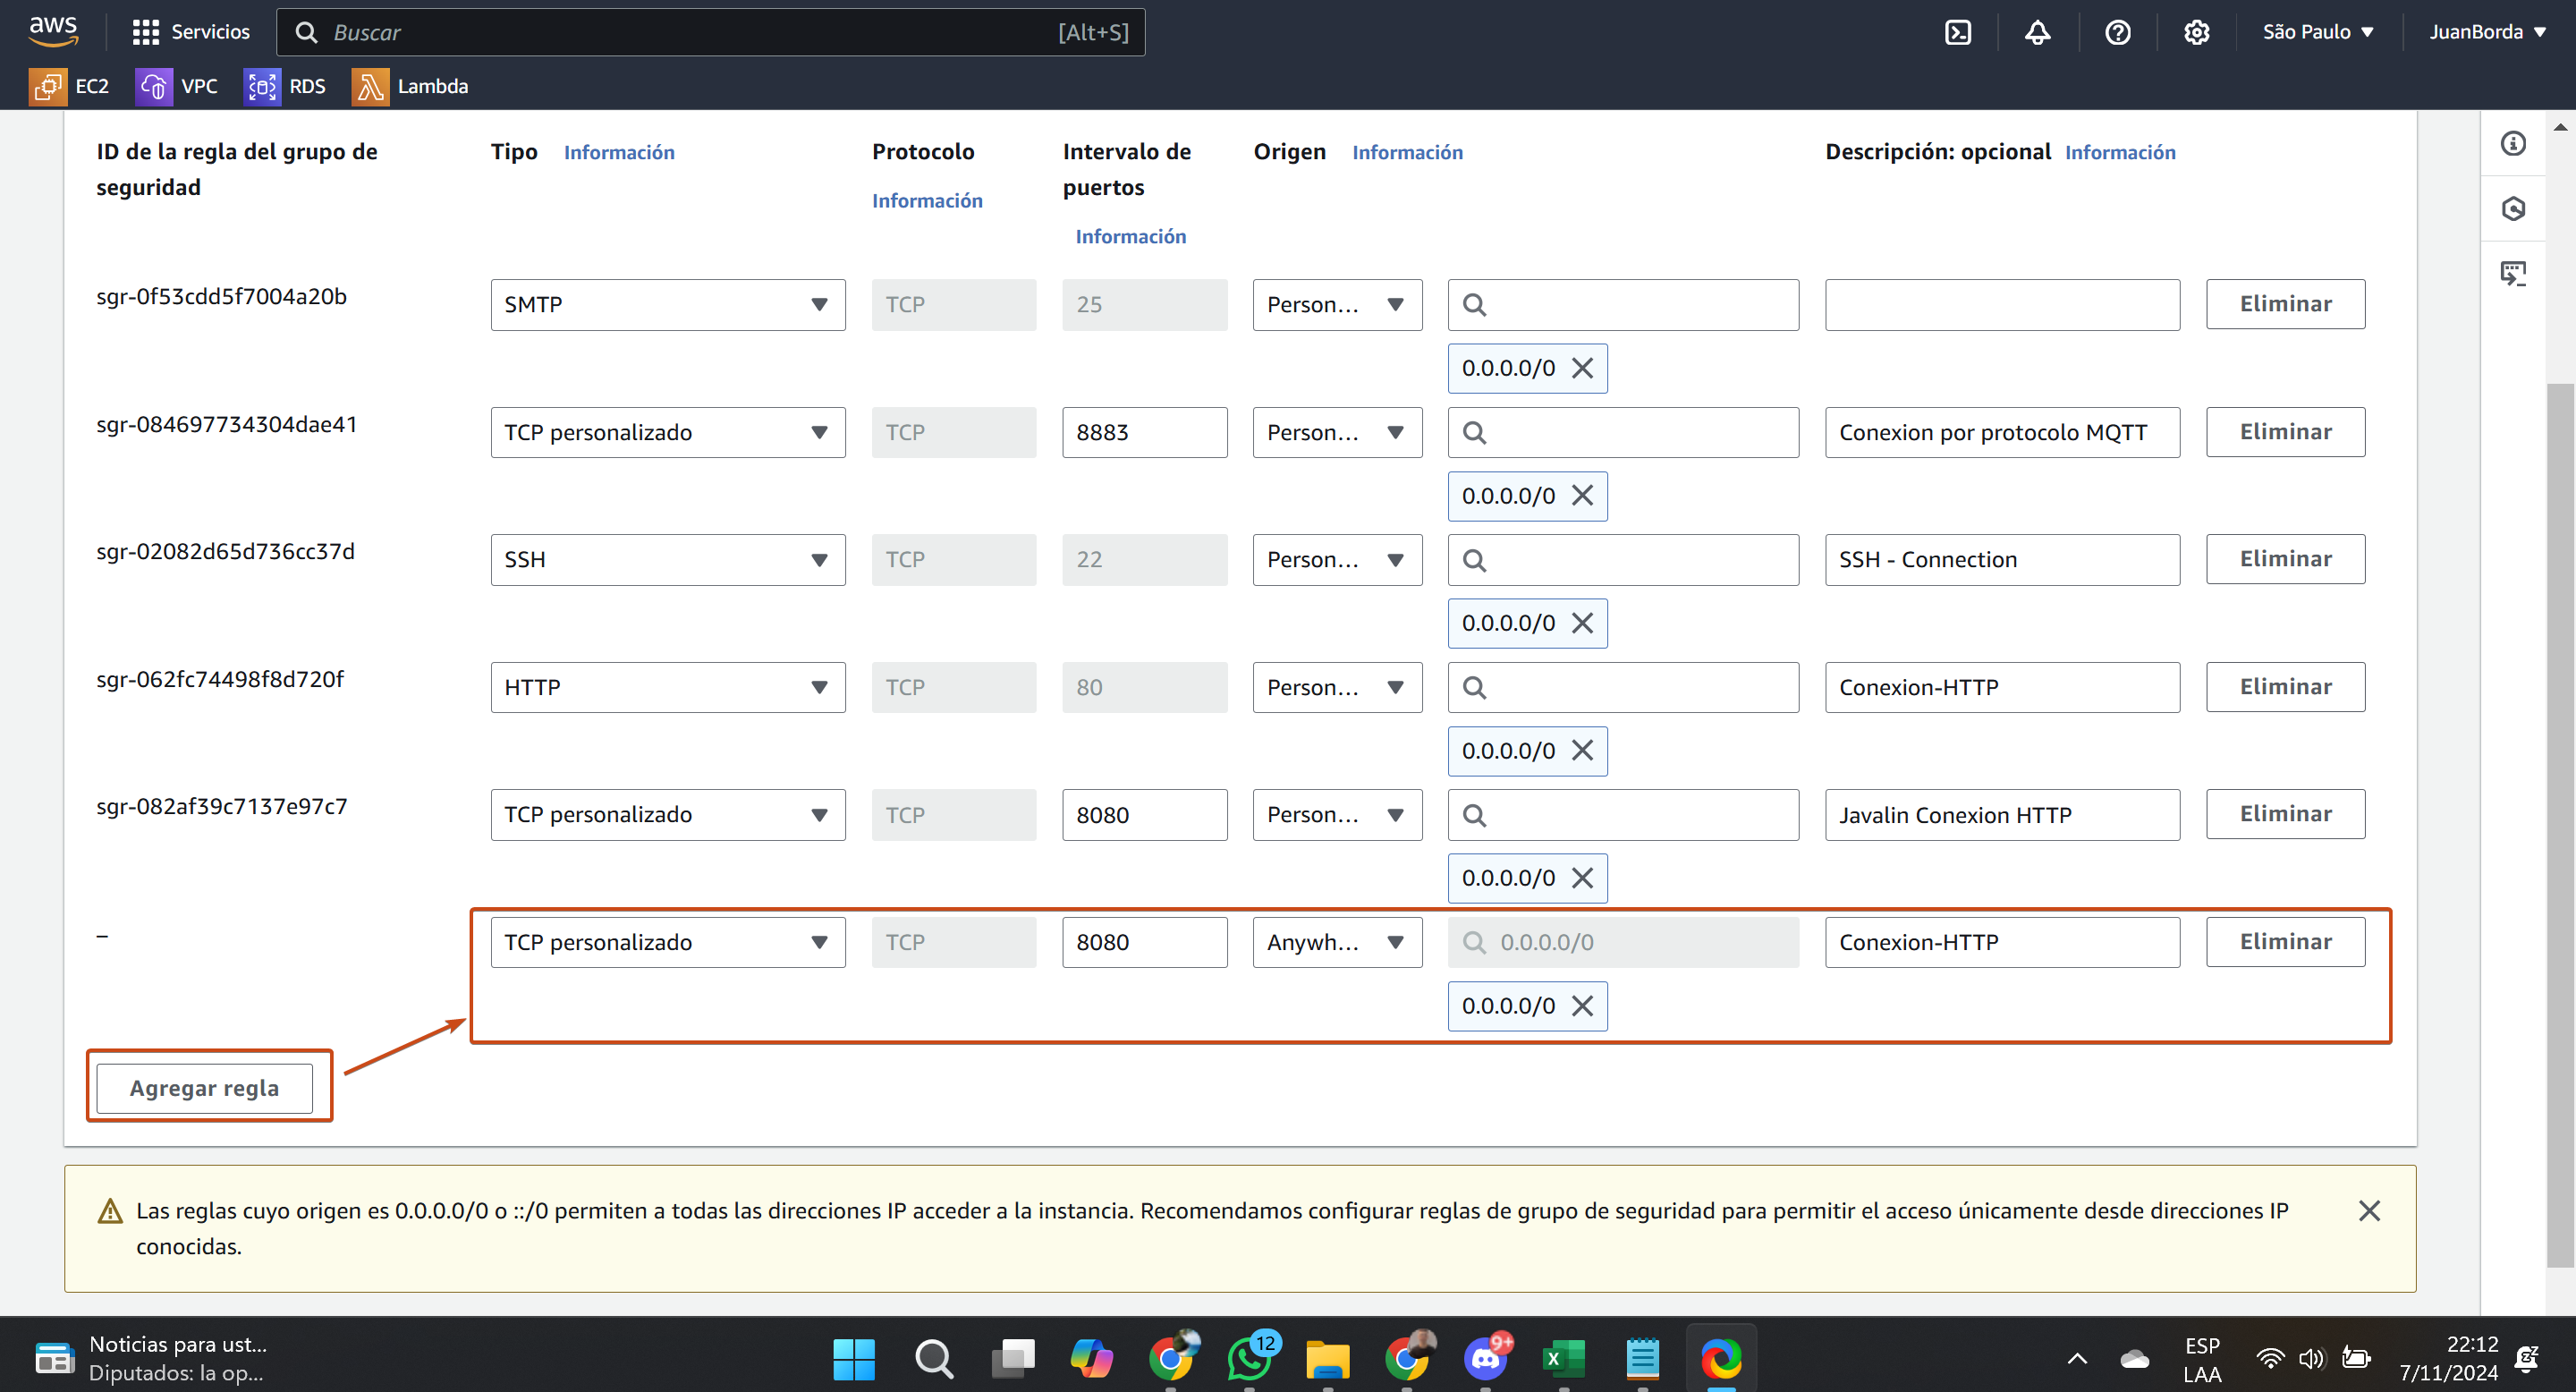 aws
Servicios
Buscar
[Alt+S]
São Paulo
JuanBorda
EC2
VPC
RDS
Lambda
ID de la regla del grupo de
seguridad
Tipo Información
Protocolo
Información
Intervalo de
puertos
Información
Origen Información
Descripción: opcional Información
sgr-0f53cdd5f7004a20b
SMTP
TCP
25
Person...
Eliminar
0.0.0.0/0
sgr-084697734304dae41
TCP personalizado
TCP
8883
Person...
Conexion por protocolo MQTT
Eliminar
0.0.0.0/0
sgr-02082d65d736cc37d
SSH
TCP
22
Person...
SSH - Connection
Eliminar
0.0.0.0/0
sgr-062fc74498f8d720f
HTTP
TCP
80
Person...
Conexion-HTTP
Eliminar
0.0.0.0/0
sgr-082af39c7137e97c7
TCP personalizado
TCP
8080
Person...
Javalin Conexion HTTP
Eliminar
0.0.0.0/0
–
TCP personalizado
TCP
8080
Anywh...
0.0.0.0/0
Conexion-HTTP
Eliminar
0.0.0.0/0
Agregar regla
Las reglas cuyo origen es 0.0.0.0/0 o ::/0 permiten a todas las direcciones IP acceder a la instancia. Recomendamos configurar reglas de grupo de seguridad para permitir el acceso únicamente desde direcciones IP
conocidas.
Noticias para ust...
Diputados: la op...
12
9+
ESP
LAA
22:12
7/11/2024